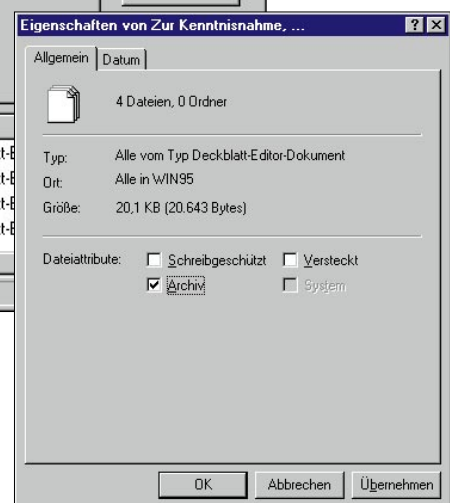 Eigenschaften von Zur Kenntnisnahme, ...
Allgemein Datum
4 Dateien, 0 Ordner
Typ: Alle vom Typ Deckblatt-Editor-Dokument
Ort: Alle in WIN95
Größe: 20,1 KB (20.643 Bytes)
Dateiattribute: Schreibgeschützt Versteckt
Archiv System
OK Abbrechen Übernehmen